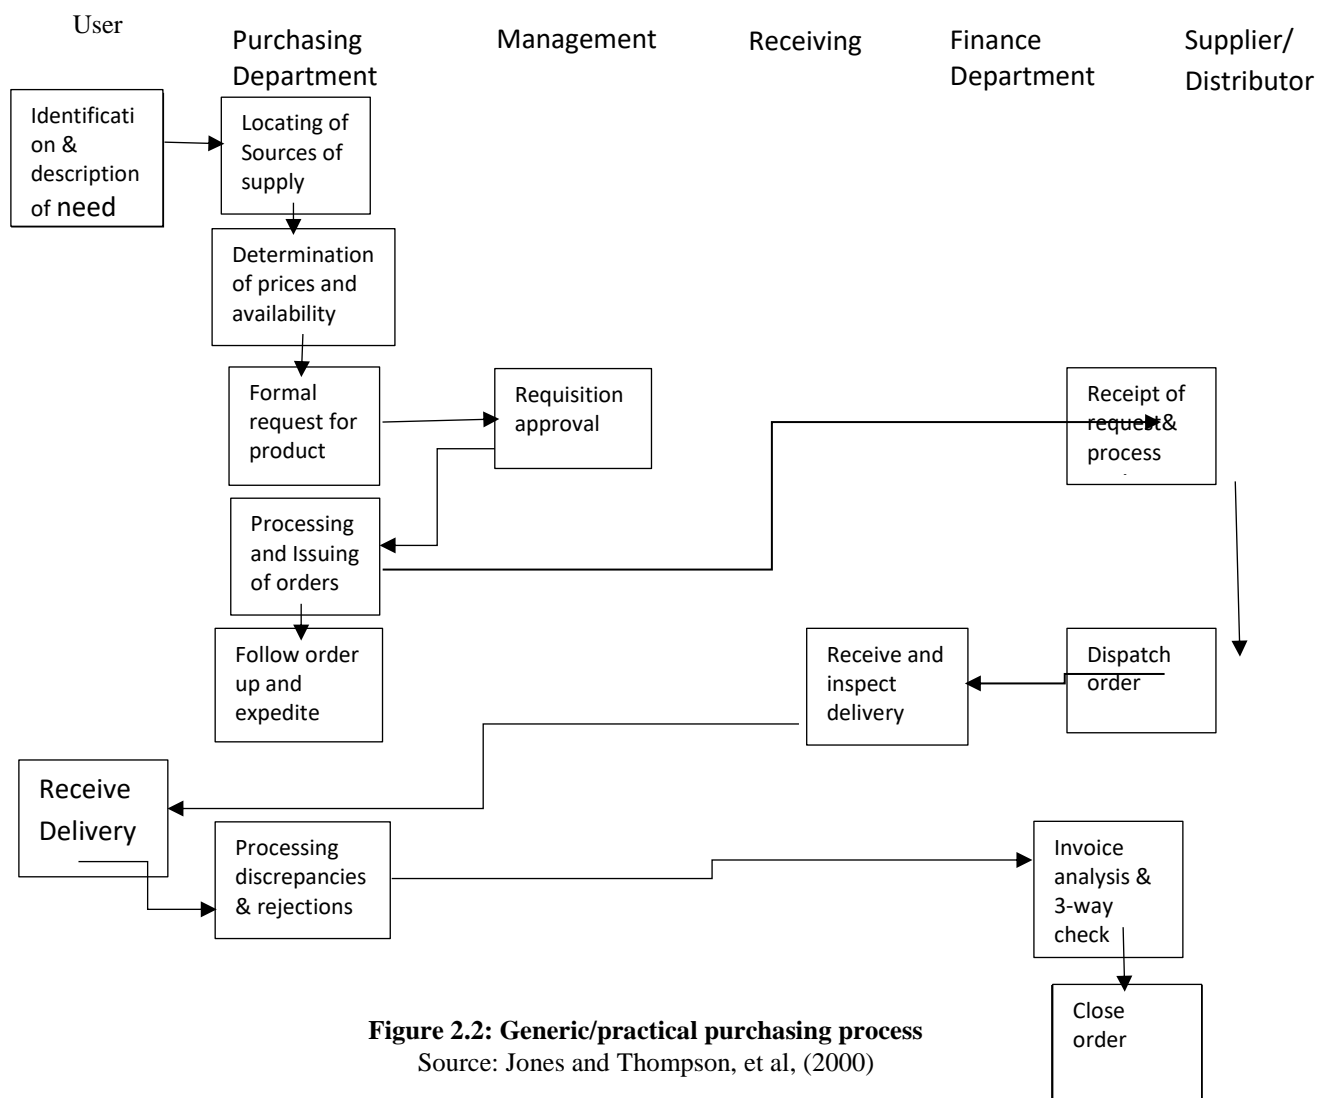 User
Purchasing
Department
Management
Receiving
Finance
Department
Supplier/
Distributor
Identificati
on &
description
of need
Locating of
Sources of
supply
Determination
of prices and
availability
Formal
request for
product
Requisition
approval
Receipt of
request&
process
Processing
and Issuing
of orders
Follow order
up and
expedite
Receive and
inspect
delivery
Dispatch
order
Receive
Delivery
Processing
discrepancies
& rejections
Invoice
analysis &
3-way
check
Close
order
Figure 2.2: Generic/practical purchasing process
Source: Jones and Thompson, et al, (2000)